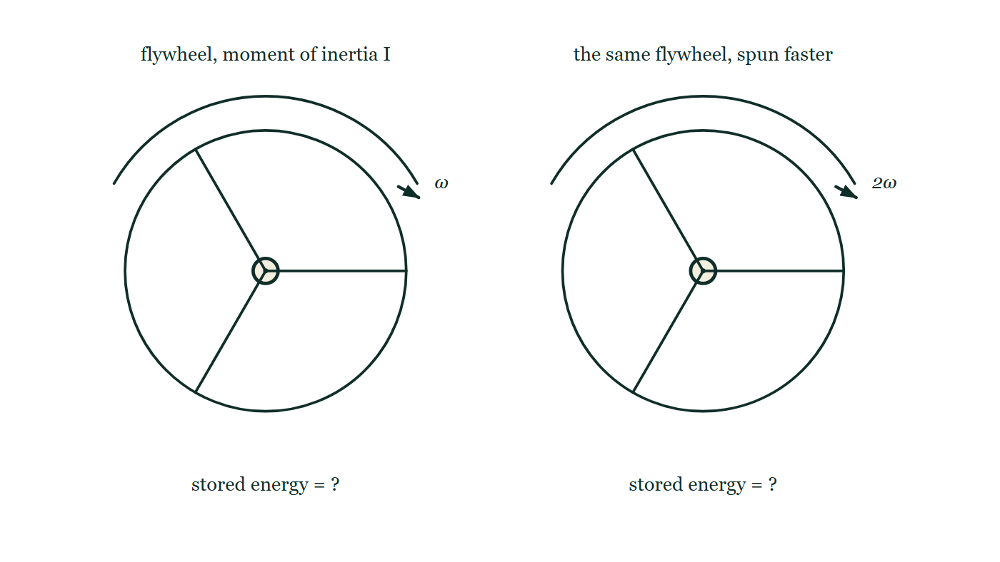 flywheel, moment of inertia I
the same flywheel, spun faster
ω
2ω
stored energy = ?
stored energy = ?